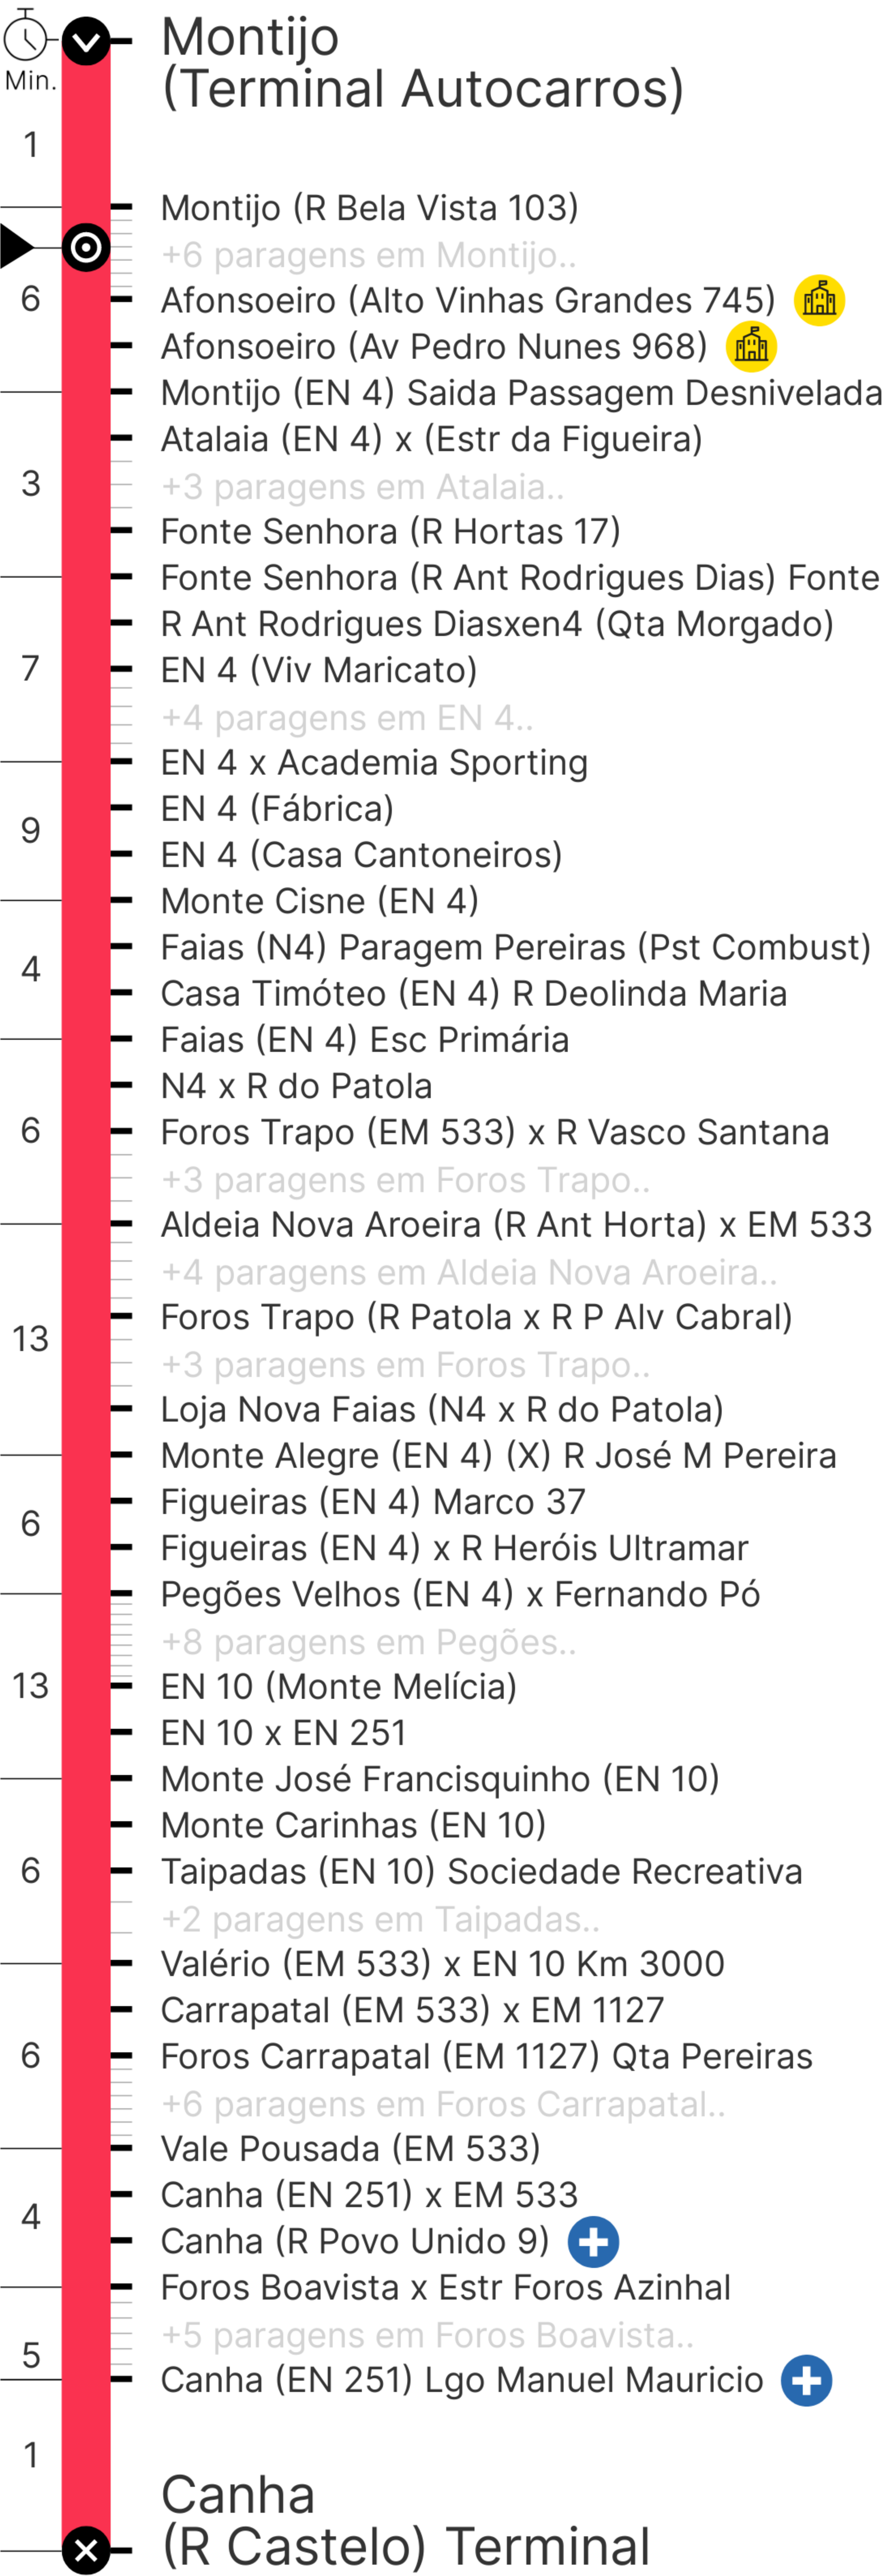 Montijo
(Terminal Autocarros)
Min.
1
Montijo (R Bela Vista 103)
+6 paragens em Montijo..
6
Afonsoeiro (Alto Vinhas Grandes 745)
Afonsoeiro (Av Pedro Nunes 968)
Montijo (EN 4) Saida Passagem Desnivelada
Atalaia (EN 4) x (Estr da Figueira)
3
+3 paragens em Atalaia..
Fonte Senhora (R Hortas 17)
Fonte Senhora (R Ant Rodrigues Dias) Fonte
R Ant Rodrigues Diasxen4 (Qta Morgado)
7
EN 4 (Viv Maricato)
+4 paragens em EN 4..
EN 4 x Academia Sporting
EN 4 (Fábrica)
9
EN 4 (Casa Cantoneiros)
Monte Cisne (EN 4)
Faias (N4) Paragem Pereiras (Pst Combust)
4
Casa Timóteo (EN 4) R Deolinda Maria
Faias (EN 4) Esc Primária
N4 x R do Patola
6
Foros Trapo (EM 533) x R Vasco Santana
+3 paragens em Foros Trapo..
Aldeia Nova Aroeira (R Ant Horta) x EM 533
+4 paragens em Aldeia Nova Aroeira..
Foros Trapo (R Patola x R P Alv Cabral)
13
+3 paragens em Foros Trapo..
Loja Nova Faias (N4 x R do Patola)
Monte Alegre (EN 4) (X) R José M Pereira
Figueiras (EN 4) Marco 37
6
Figueiras (EN 4) x R Heróis Ultramar
Pegões Velhos (EN 4) x Fernando Pó
+8 paragens em Pegões..
13
EN 10 (Monte Melícia)
EN 10 x EN 251
Monte José Francisquinho (EN 10)
Monte Carinhas (EN 10)
6
Taipadas (EN 10) Sociedade Recreativa
+2 paragens em Taipadas..
Valério (EM 533) x EN 10 Km 3000
Carrapatal (EM 533) x EM 1127
6
Foros Carrapatal (EM 1127) Qta Pereiras
+6 paragens em Foros Carrapatal..
Vale Pousada (EM 533)
Canha (EN 251) x EM 533
4
Canha (R Povo Unido 9)
Foros Boavista x Estr Foros Azinhal
+5 paragens em Foros Boavista..
5
Canha (EN 251) Lgo Manuel Mauricio
1
Canha
(R Castelo) Terminal